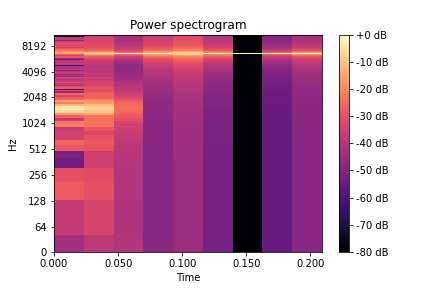 Power spectrogram
8192
4096
2048
1024
512
256
128
64
0
Hz
0.000 0.050 0.100 0.150 0.200
Time
+0 dB
-10 dB
-20 dB
-30 dB
-40 dB
-50 dB
-60 dB
-70 dB
-80 dB